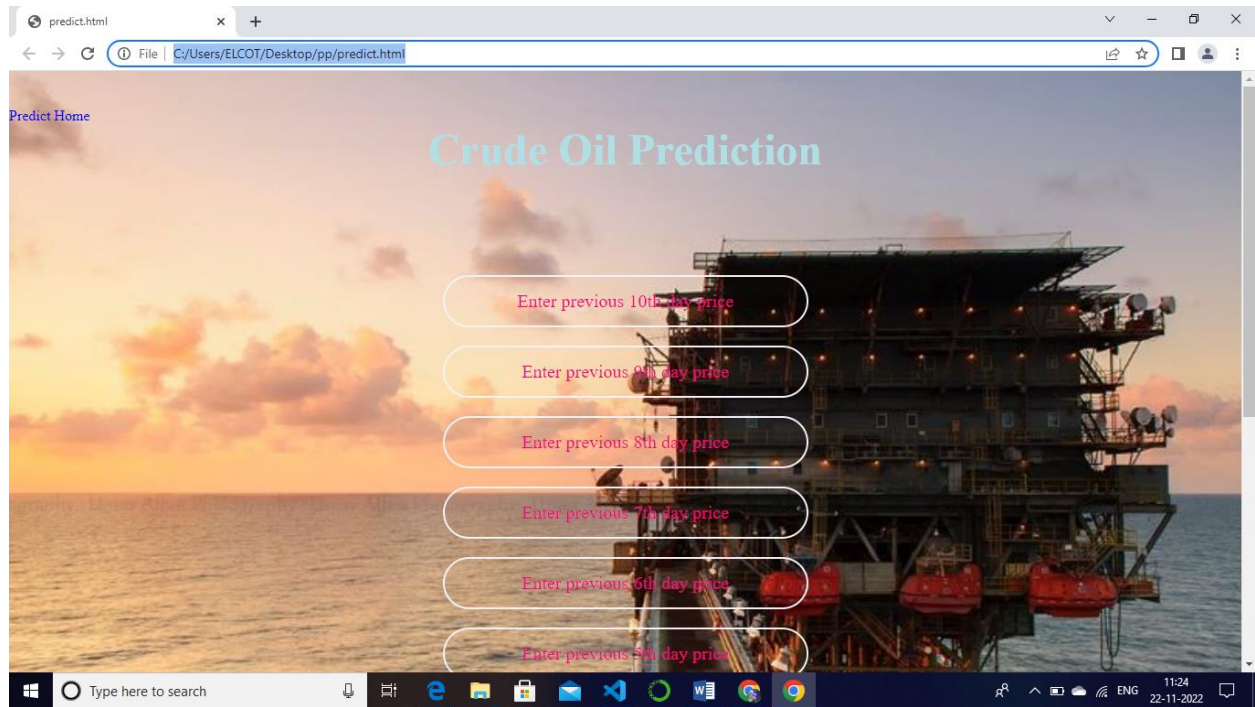 predict.html
File
C:/Users/ELCOT/Desktop/pp/predict.html
Predict Home
Crude Oil Prediction
Enter previous 10th day price
Enter previous 9th day price
Enter previous 8th day price
Enter previous 7th day price
Enter previous 6th day price
Enter previous 5th day price
Type here to search
ENG
11:24
22-11-2022